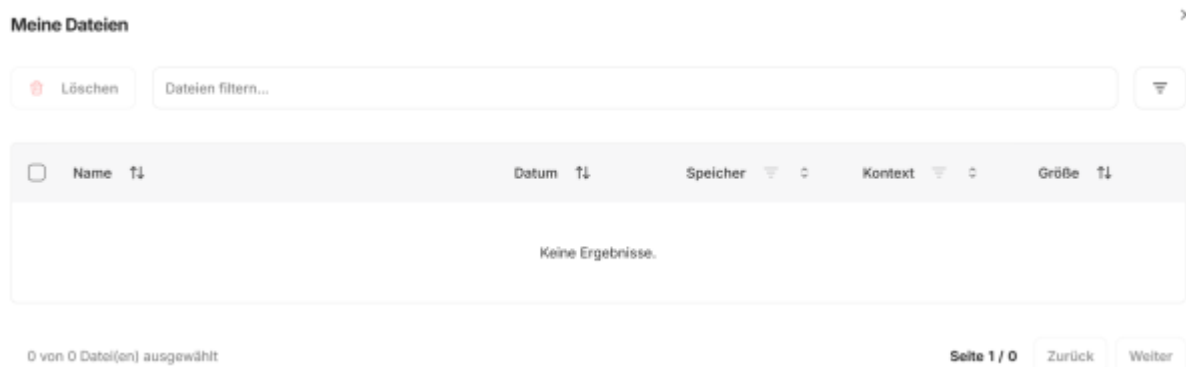 Meine Dateien
Löschen Dateien filtern...
Name Datum Speicher Kontext Größe
Keine Ergebnisse.
0 von 0 Datei(en) ausgewählt Seite 1 / 0 Zurück Weiter